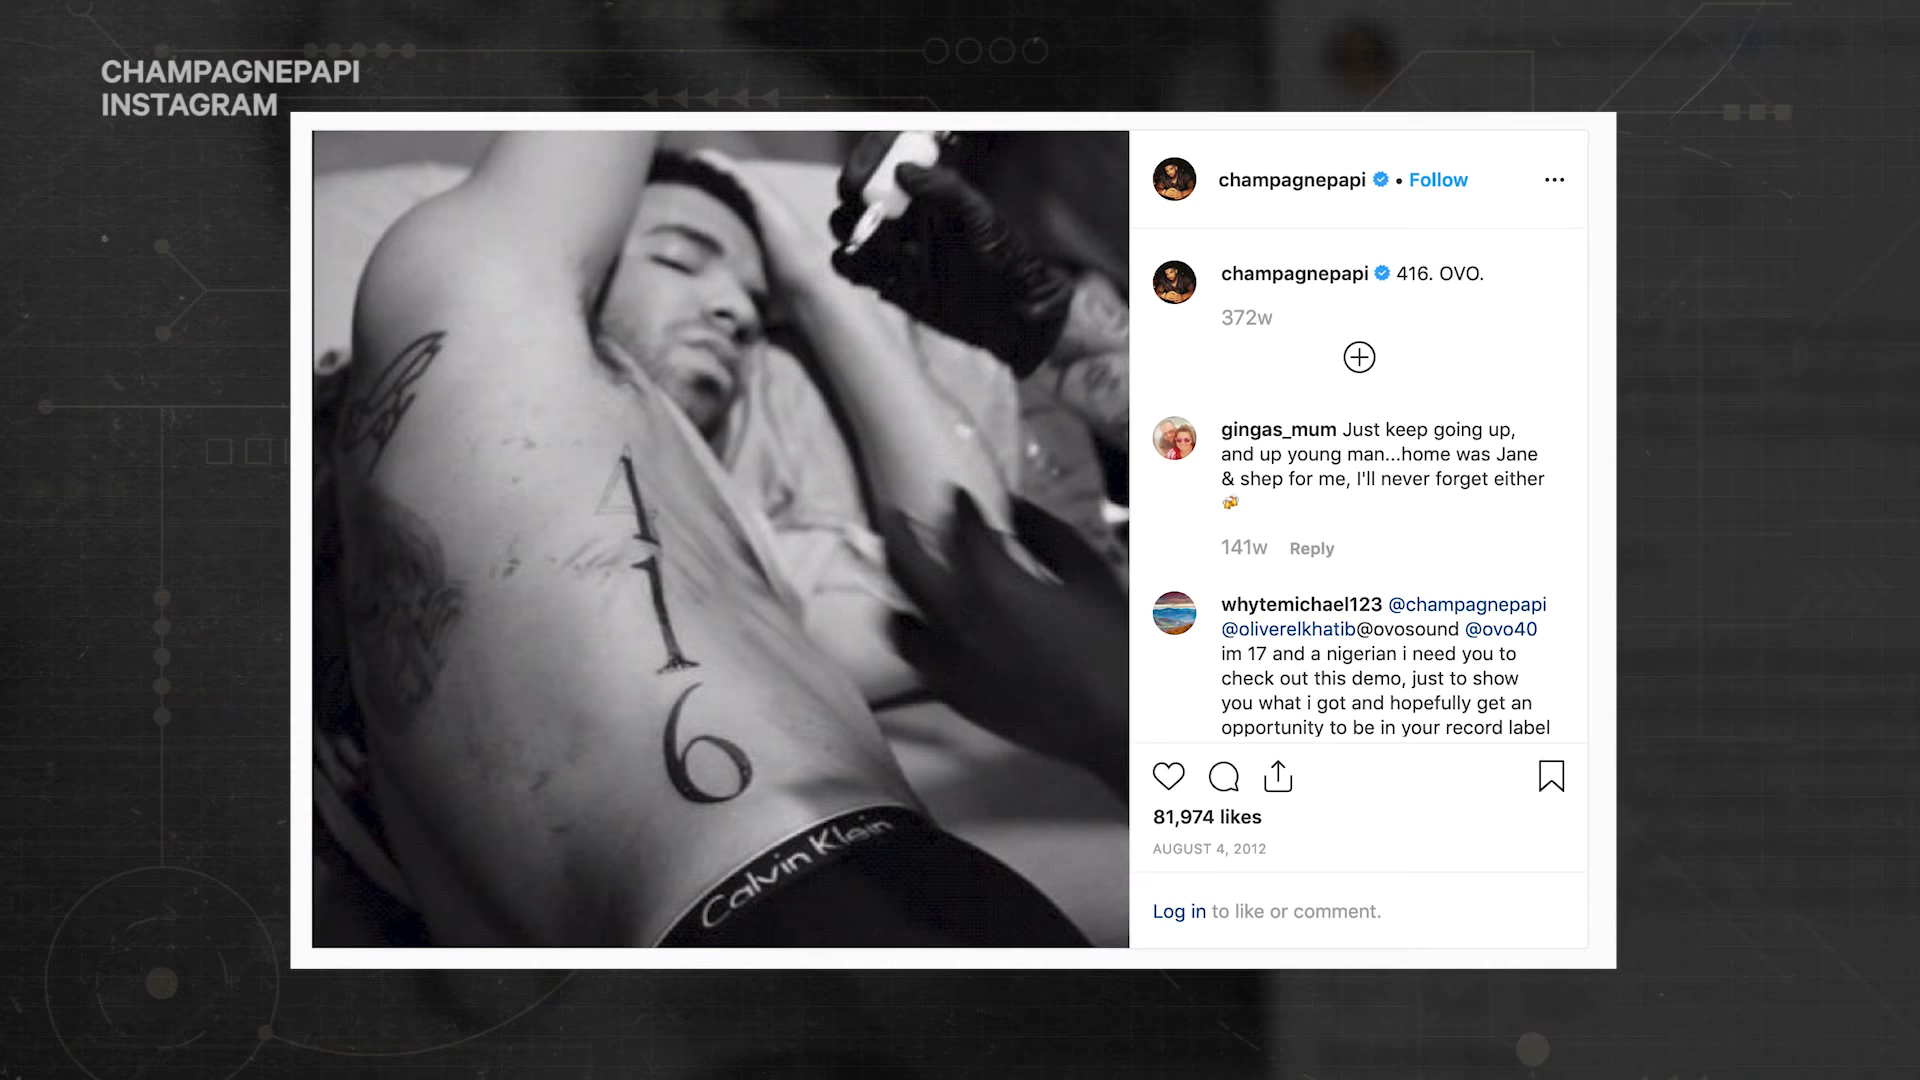 CHAMPAGNEPAPI
INSTAGRAM
416
Calvin Klein
champagnepapi • Follow
champagnepapi 416. OVO.
372w
gingas_mum Just keep going up,
and up young man...home was Jane
& shep for me, I'll never forget either
🍻
141w Reply
whytemichael123 @champagnepapi
@oliverelkhatib@ovosound @ovo40
im 17 and a nigerian i need you to
check out this demo, just to show
you what i got and hopefully get an
opportunity to be in your record label
81,974 likes
AUGUST 4, 2012
Log in to like or comment.